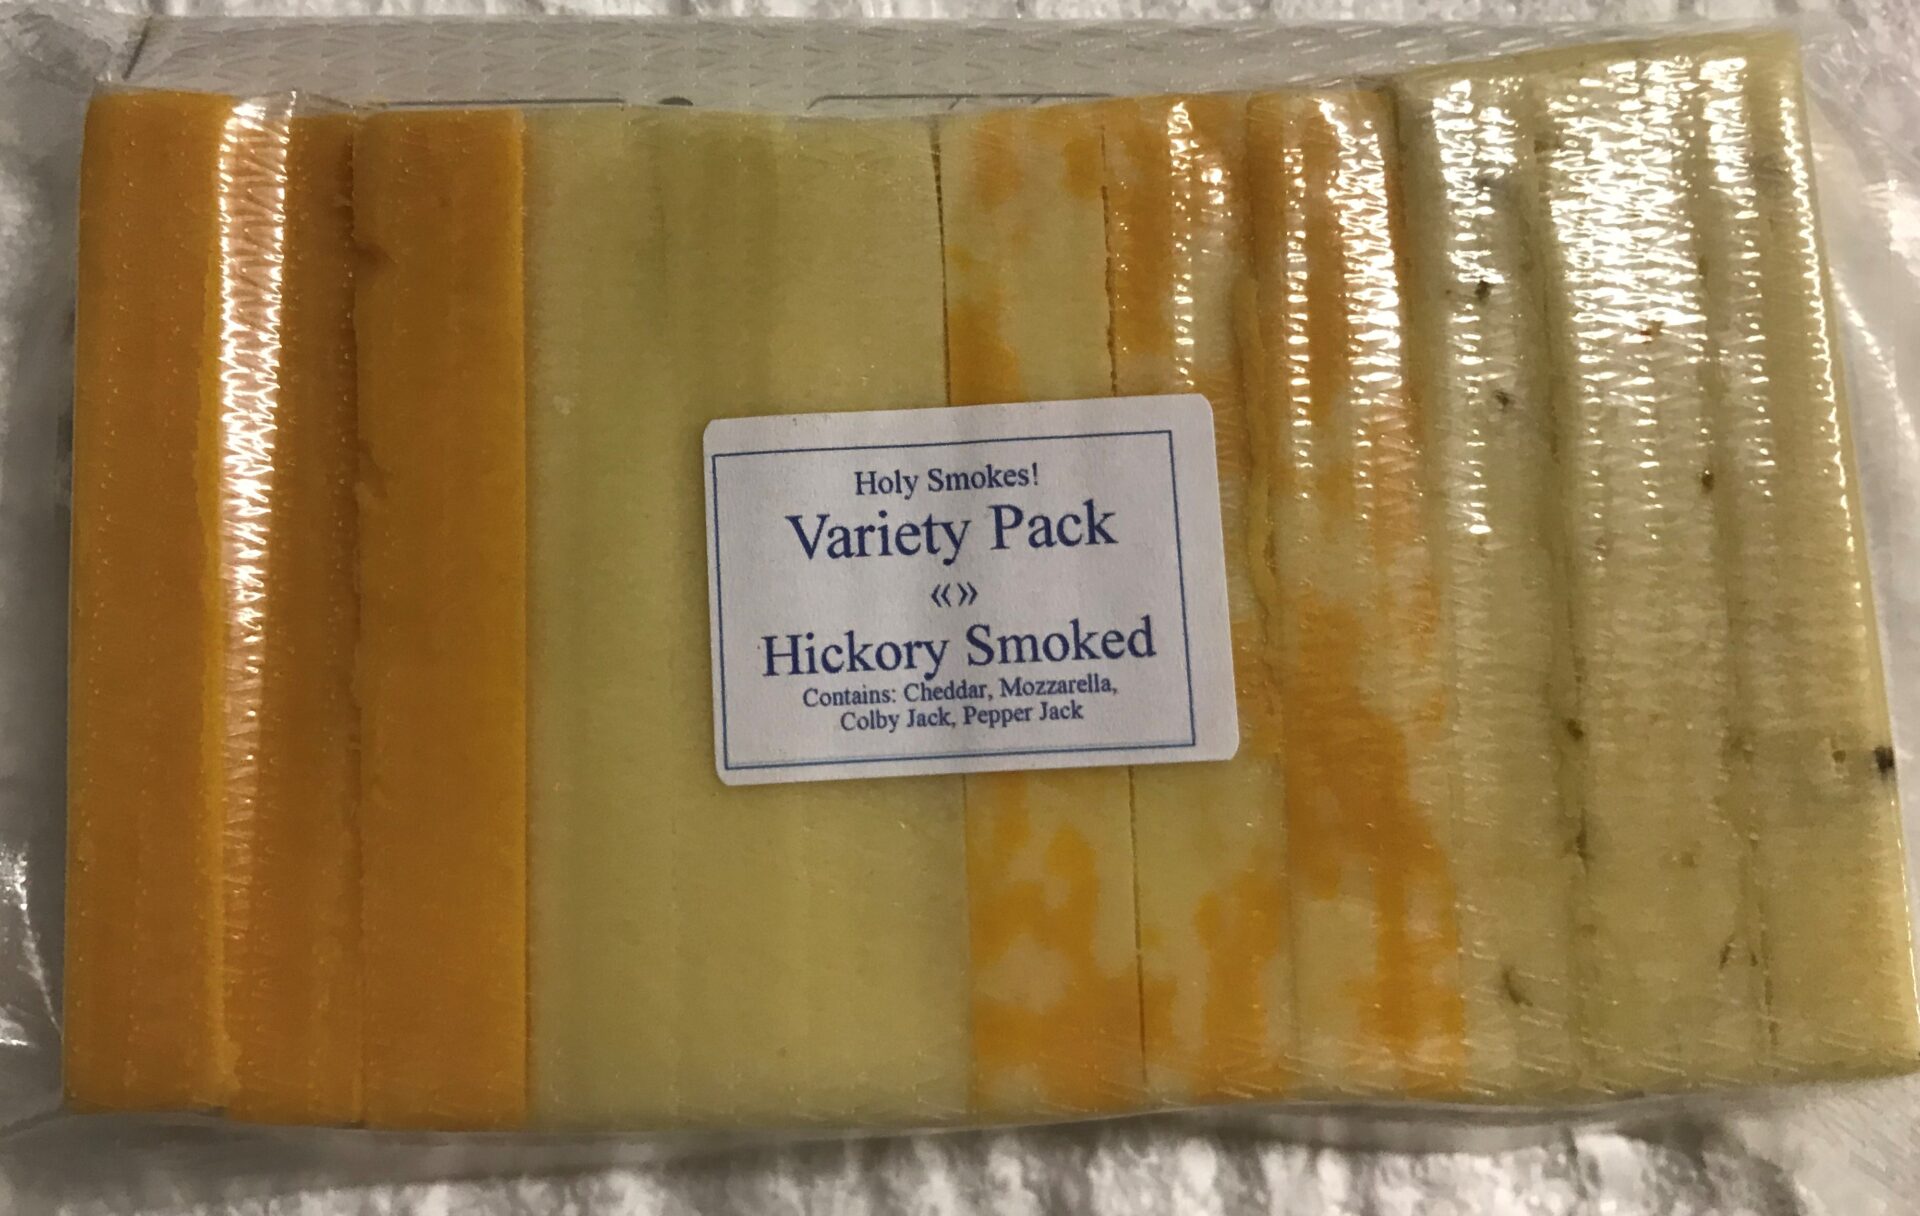 Holy Smokes!
Variety Pack
«»
Hickory Smoked
Contains: Cheddar, Mozzarella,
Colby Jack, Pepper Jack